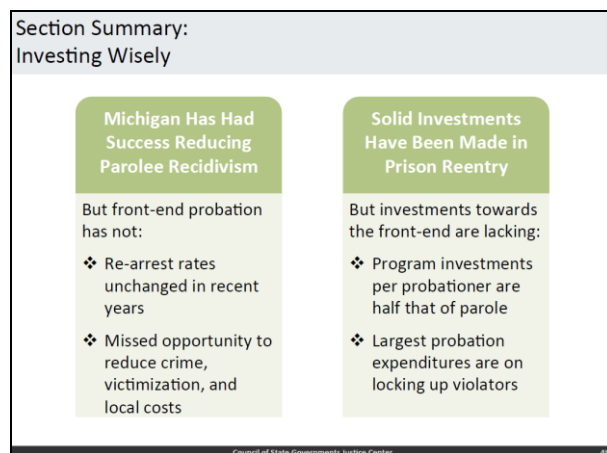 Section Summary:
Investing Wisely
Michigan Has Had
Success Reducing
Parolee Recidivism
But front-end probation
has not:
❖ Re-arrest rates
unchanged in recent
years
❖ Missed opportunity to
reduce crime,
victimization, and
local costs
Solid Investments
Have Been Made in
Prison Reentry
But investments towards
the front-end are lacking:
❖ Program investments
per probationer are
half that of parole
❖ Largest probation
expenditures are on
locking up violators
Council of State Governments Justice Center